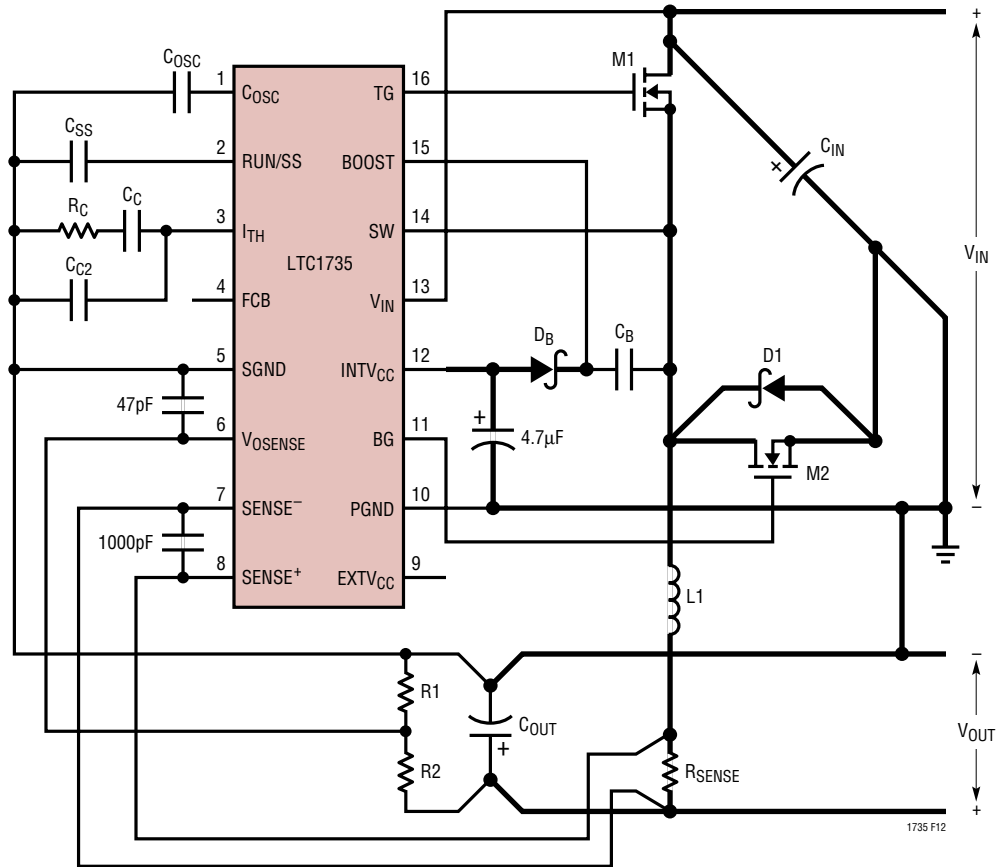 +
M1
C_OSC
1
C_OSC
TG
16
C_IN
+
C_SS
2
RUN/SS
BOOST
15
R_C
C_C
3
I_TH
SW
14
LTC1735
V_IN
C_C2
4
FCB
V_IN
13
D_B
C_B
5
SGND
INTV_CC
12
D1
47pF
+
4.7µF
6
V_OSENSE
BG
11
M2
7
SENSE⁻
PGND
10
−
1000pF
8
SENSE⁺
EXTV_CC
9
L1
−
R1
C_OUT
V_OUT
+
R2
R_SENSE
+
1735 F12